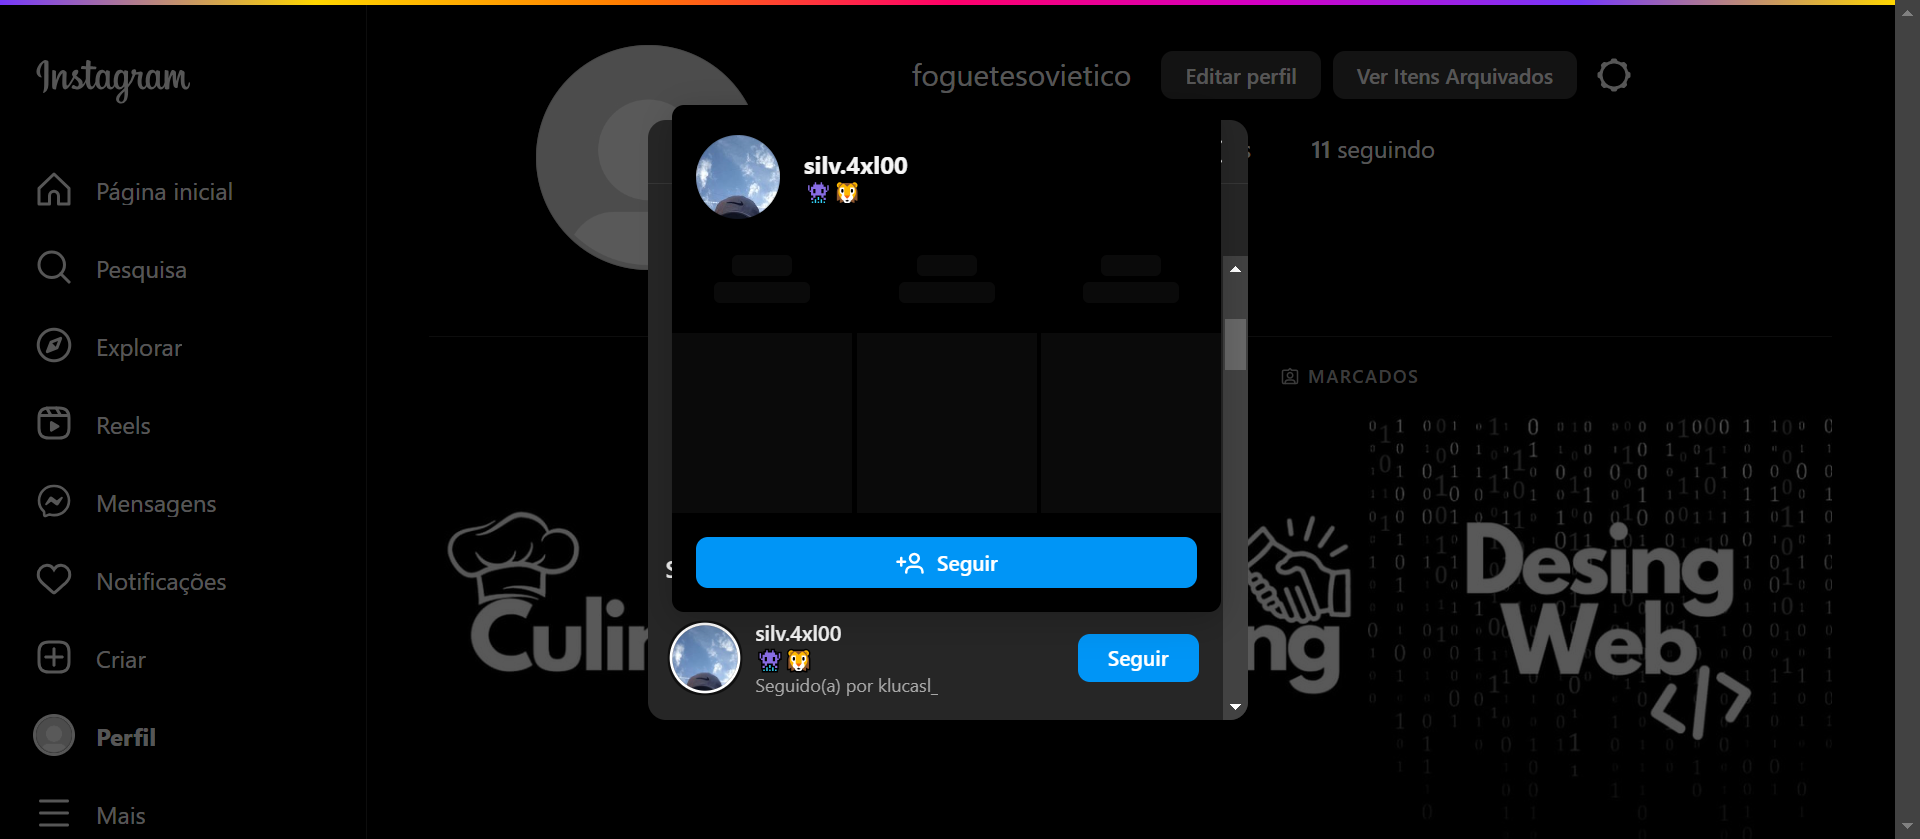 Instagram
Página inicial
Pesquisa
Explorar
Reels
Mensagens
Notificações
Criar
Perfil
Mais
foguetesovietico
Editar perfil
Ver Itens Arquivados
11 seguindo
MARCADOS
silv.4xl00
👾🦁
Seguir
silv.4xl00
👾🦁
Seguido(a) por klucasl_
Seguir
Culin
ng
Desing
Web
</>